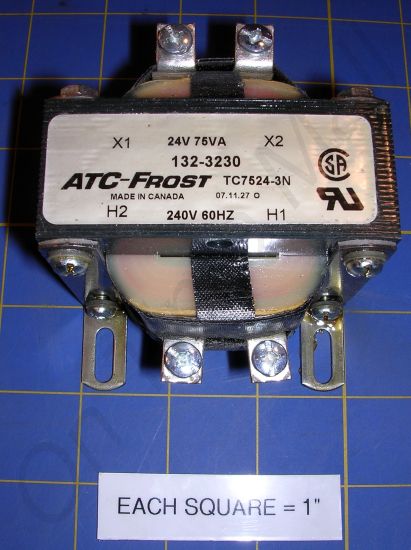 X1 24V 75VA X2
132-3230
ATC-FROST TC7524-3N
MADE IN CANADA 07.11.27 O
H2 240V 60HZ H1
EACH SQUARE = 1"